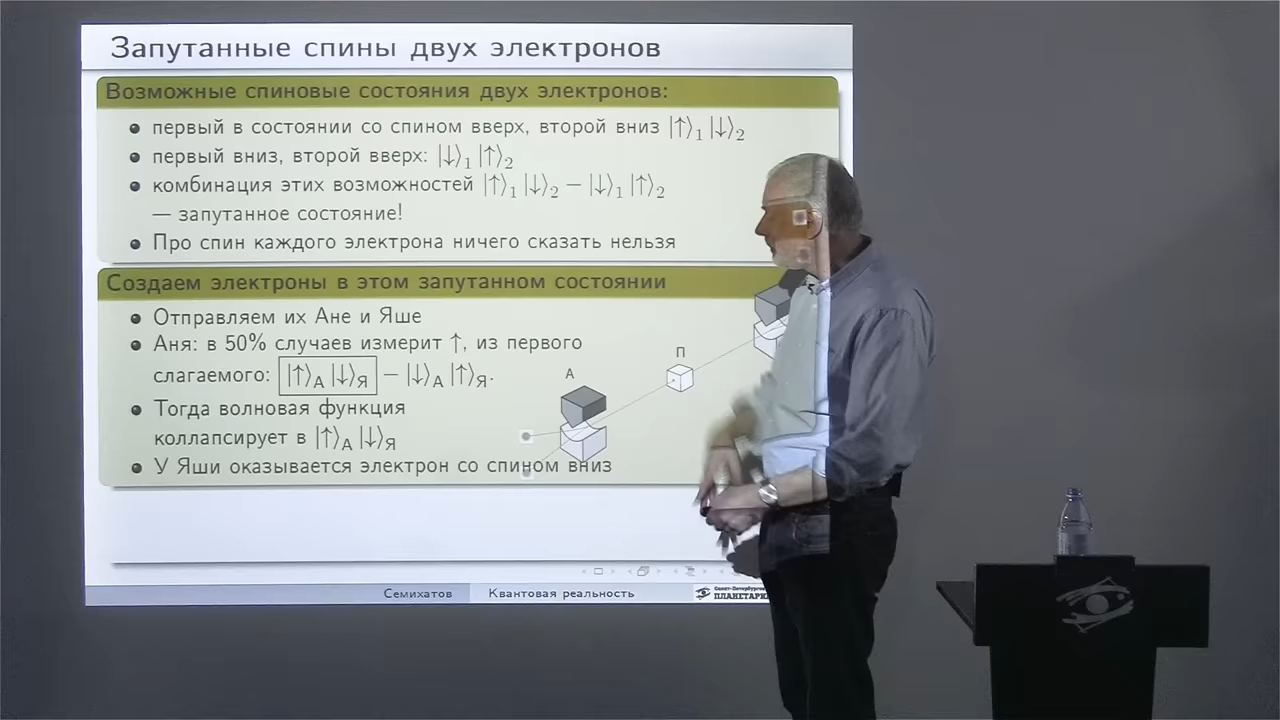 Запутанные спины двух электронов
Возможные спиновые состояния двух электронов:
• первый в состоянии со спином вверх, второй вниз |↑⟩₁ |↓⟩₂
• первый вниз, второй вверх: |↓⟩₁ |↑⟩₂
• комбинация этих возможностей |↑⟩₁ |↓⟩₂ − |↓⟩₁ |↑⟩₂
— запутанное состояние!
• Про спин каждого электрона ничего сказать нельзя
Создаем электроны в этом запутанном состоянии
• Отправляем их Ане и Яше
• Аня: в 50% случаев измерит ↑, из первого
слагаемого: |↑⟩А |↓⟩Я − |↓⟩А |↑⟩Я.
• Тогда волновая функция
коллапсирует в |↑⟩А |↓⟩Я
• У Яши оказывается электрон со спином вниз
А
П
Семихатов
Квантовая реальность